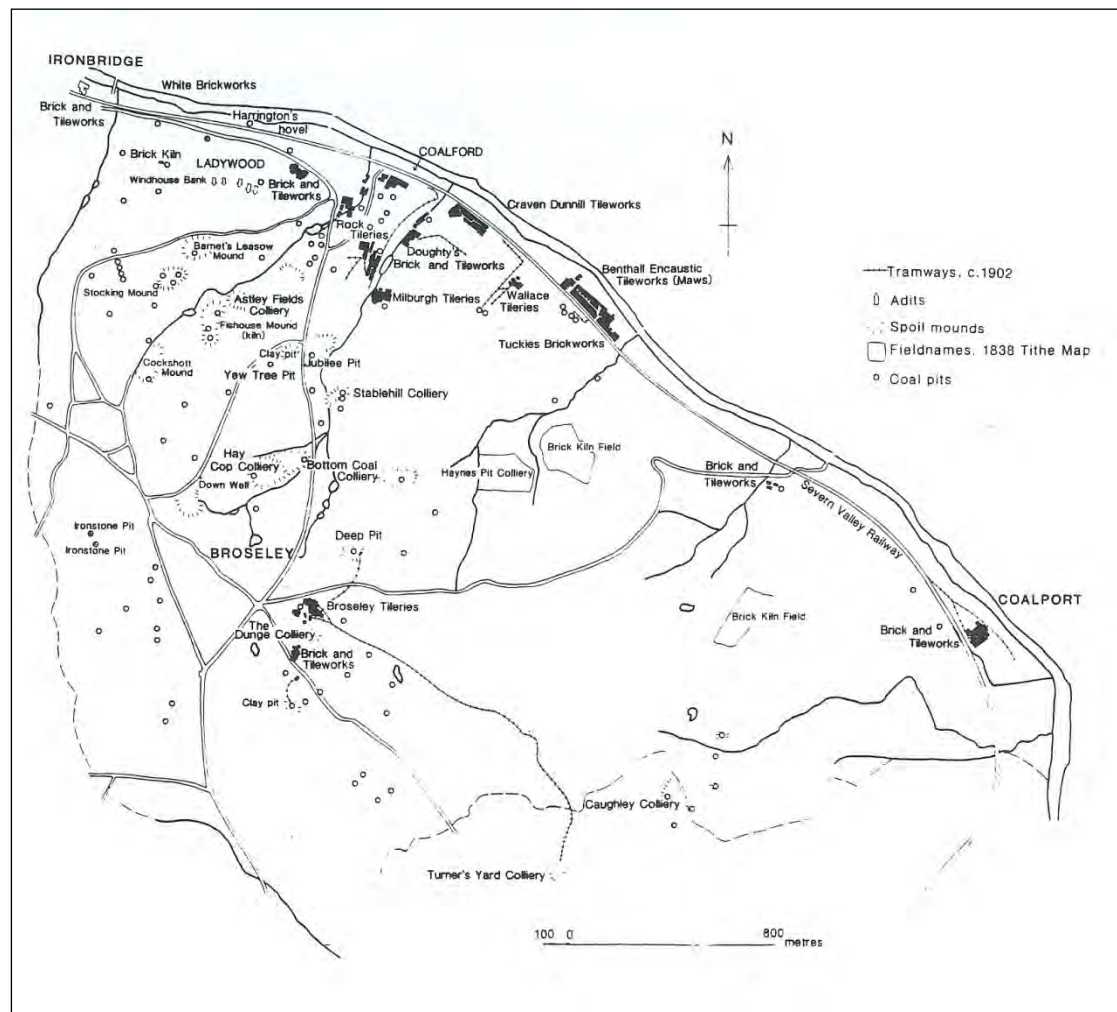 IRONBRIDGE
White Brickworks
Brick and
Tileworks
Harrington's
hovel
COALFORD
N
Brick Kiln
LADYWOOD
Windhouse Bank
Brick and
Tileworks
Craven Dunnill Tileworks
Rock
Tileries
Doughty's
Brick and Tileworks
Barnet's Leasow
Mound
Benthall Encaustic
Tileworks (Maws)
Tramways, c.1902
Adits
Spoil mounds
Fieldnames, 1838 Tithe Map
Coal pits
Stocking Mound
Astley Fields
Colliery
Milburgh Tileries
Wallace
Tileries
Fishouse Mound
(kiln)
Tuckies Brickworks
Clay pit
Jubilee Pit
Cockshott
Mound
Yew Tree Pit
Stablehill Colliery
Hay
Cop Colliery
Bottom Coal
Colliery
Down Well
Haynes Pit Colliery
Brick Kiln Field
Brick and
Tileworks
Severn Valley Railway
Ironstone Pit
Ironstone Pit
BROSELEY
Deep Pit
Broseley Tileries
The
Dunge Colliery
Brick and
Tileworks
Clay pit
Brick Kiln Field
COALPORT
Brick and
Tileworks
Caughley Colliery
Turner's Yard Colliery
100 0 800
metres